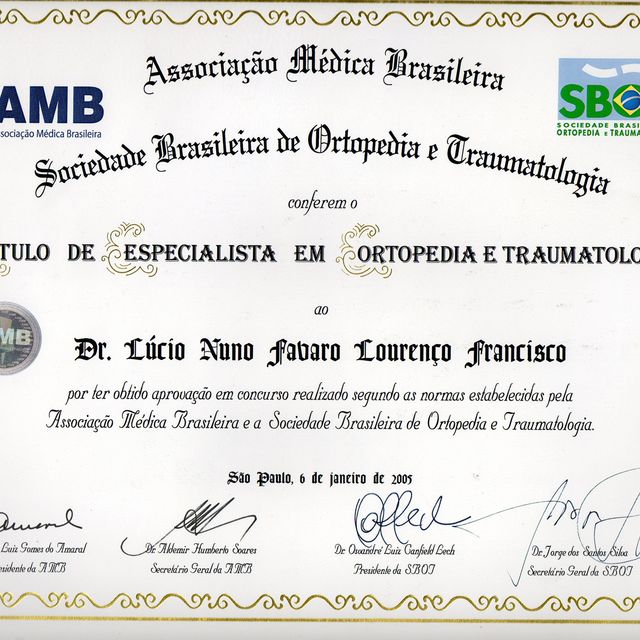 Associação Médica Brasileira
AMB
ssociação Médica Brasileira
SBO
SOCIEDADE BRASIL
ORTOPEDIA E TRAUMA
Sociedade Brasileira de Ortopedia e Traumatologia
conferem o
TULO DE ESPECIALISTA EM ORTOPEDIA E TRAUMATOLO
ao
MB
Dr. Lúcio Nuno Favaro Lourenço Francisco
por ter obtido aprovação em concurso realizado segundo as normas estabelecidas pela
Associação Médica Brasileira e a Sociedade Brasileira de Ortopedia e Traumatologia.
São Paulo, 6 de janeiro de 2005
Luiz Gomes do Amaral
esidente da AMB
Dr. Aldemir Humberto Soares
Secretário Geral da AMB
Dr. Osvandré Luiz Canfield Lech
Presidente da SBOT
Dr. Jorge dos Santos Silva
Secretário Geral da SBOT